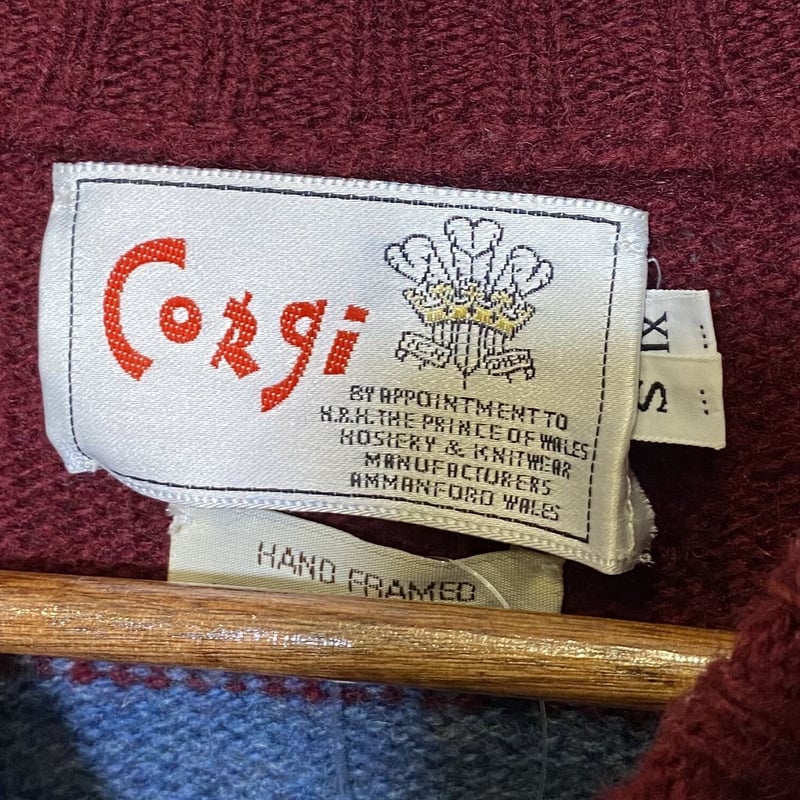 Corgi
BY APPOINTMENT TO
H.R.H. THE PRINCE OF WALES
HOSIERY & KNITWEAR
MANUFACTURERS
AMMANFORD WALES
S
HAND FRAMED